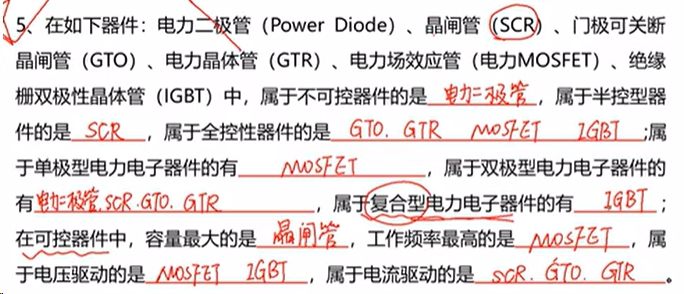 5、在如下器件：电力二极管（Power Diode）、晶闸管（SCR）、门极可关断
晶闸管（GTO）、电力晶体管（GTR）、电力场效应管（电力MOSFET）、绝缘
栅双极性晶体管（IGBT）中，属于不可控器件的是 电力二极管，属于半控型器
件的是 SCR ，属于全控性器件的是 GTO. GTR MOSFET IGBT ;属
于单极型电力电子器件的有 MOSFET ，属于双极型电力电子器件的
有电力二极管.SCR.GTO.GTR ，属于复合型电力电子器件的有 IGBT ；
在可控器件中，容量最大的是 晶闸管 ，工作频率最高的是 MOSFET ，属
于电压驱动的是 MOSFET IGBT ，属于电流驱动的是 SCR. GTO. GTR 。